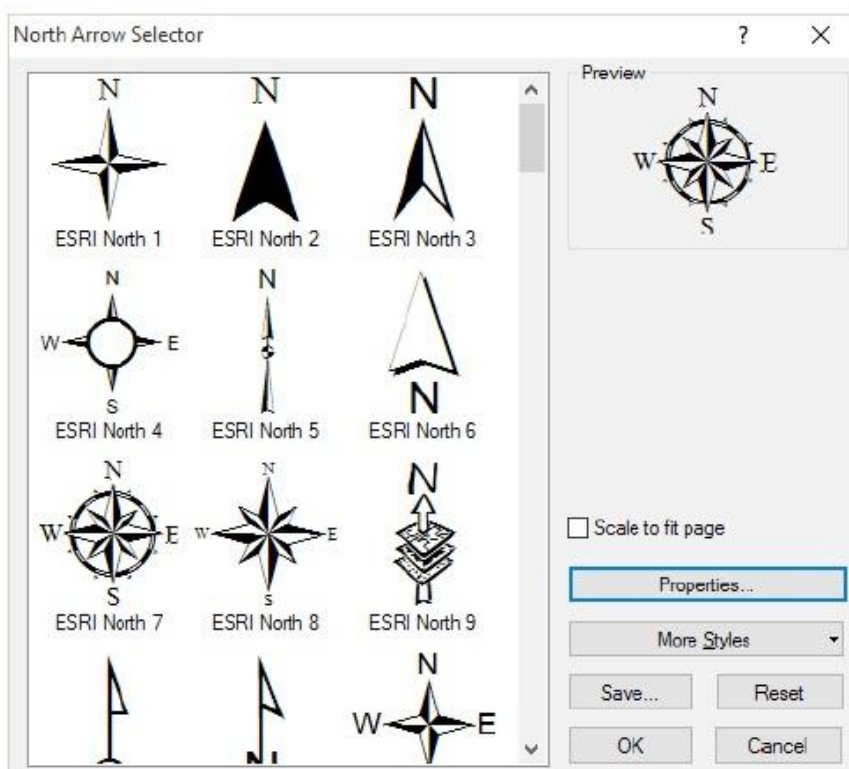 North Arrow Selector ? X
Preview
N N N
N
W E
S
ESRI North 1 ESRI North 2 ESRI North 3
N N
W E
S
N
ESRI North 4 ESRI North 5 ESRI North 6
N N N
W E W E
S S
ESRI North 7 ESRI North 8 ESRI North 9
N
W E
N
Scale to fit page
Properties...
More Styles
Save... Reset
OK Cancel